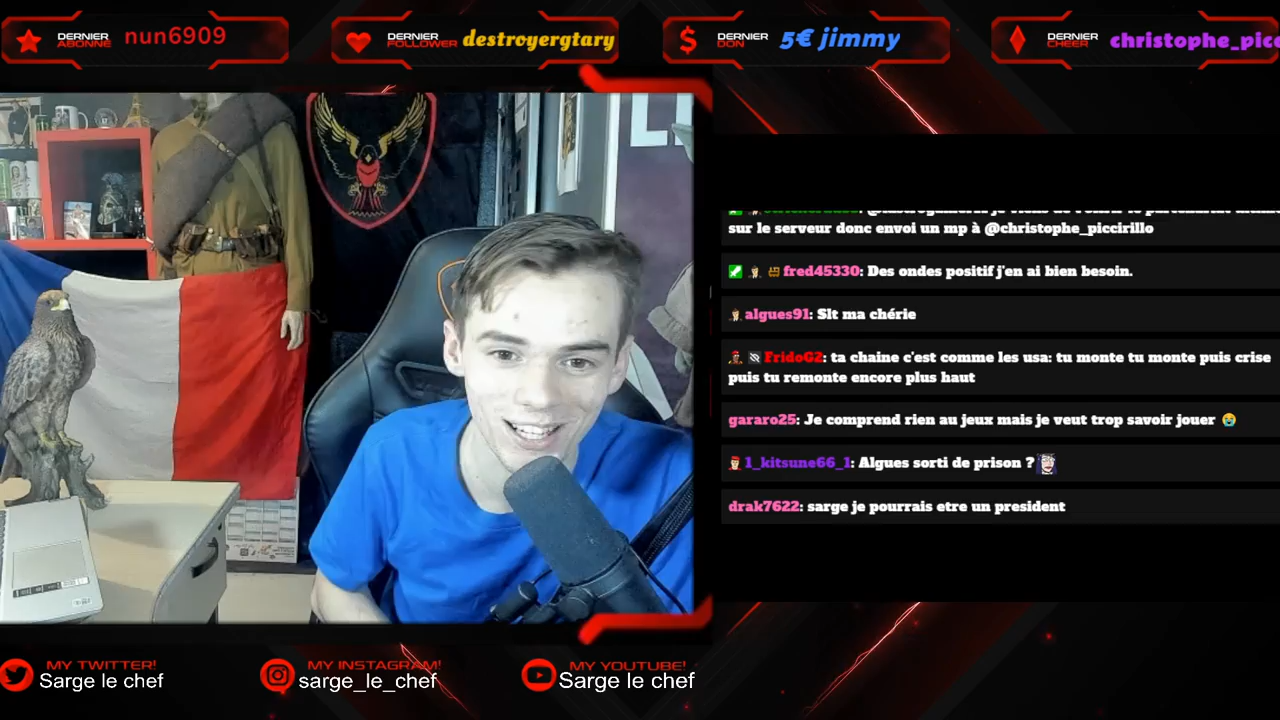 DERNIER
ABONNÉ
nun6909
DERNIER
FOLLOWER
destroyergtary
DERNIER
DON
5€ jimmy
DERNIER
CHEER
christophe_picc
sur le serveur donc envoi un mp à @christophe_piccirillo
fred45330: Des ondes positif j'en ai bien besoin.
algues91: Slt ma chérie
FridoG2: ta chaine c'est comme les usa: tu monte tu monte puis crise
puis tu remonte encore plus haut
gararo25: Je comprend rien au jeux mais je veut trop savoir jouer
1_kitsune66_1: Algues sorti de prison ?
drak7622: sarge je pourrais etre un president
MY TWITTER!
Sarge le chef
MY INSTAGRAM!
sarge_le_chef
MY YOUTUBE!
Sarge le chef